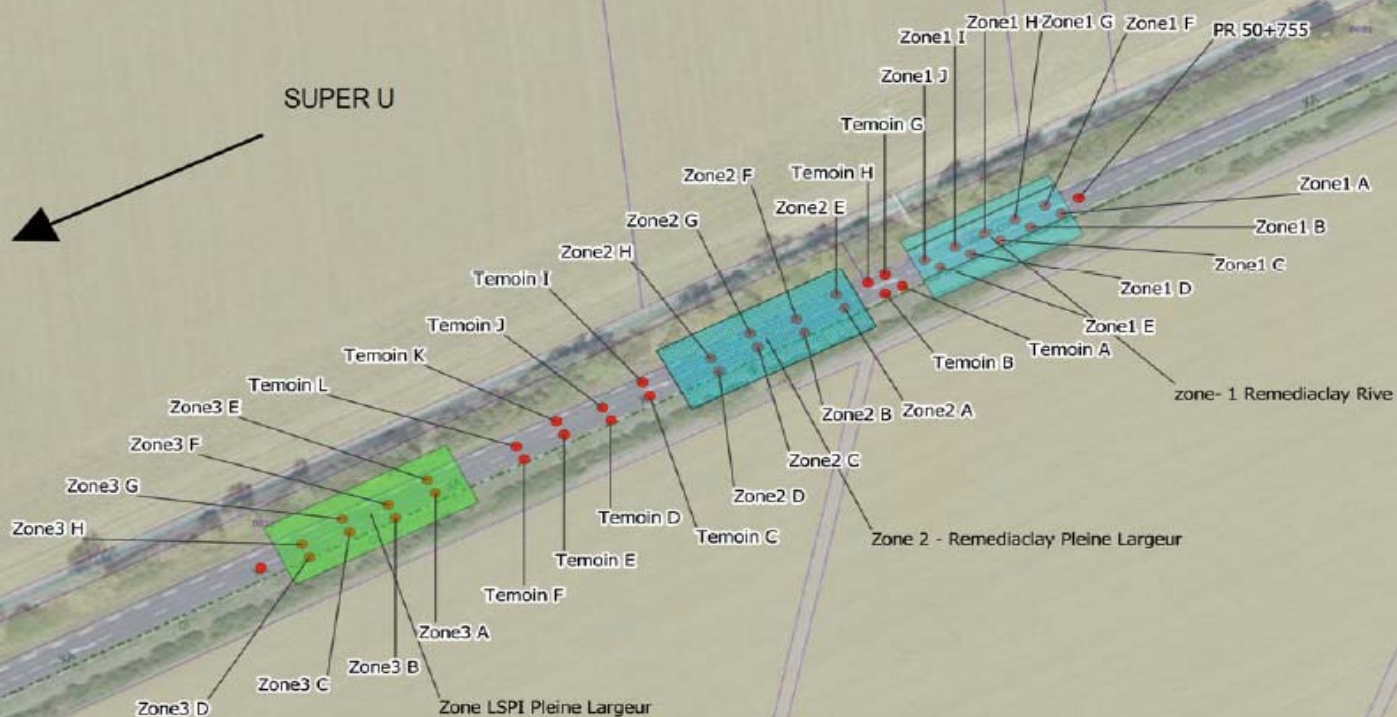 Zone1 H
Zone1 G
Zone1 F
PR 50+755
Zone1 I
Zone1 J
SUPER U
Temoin G
Temoin H
Zone2 F
Zone1 A
Zone2 E
Zone2 G
Zone1 B
Zone2 H
Zone1 C
Temoin I
Zone1 D
Zone1 E
Temoin J
Temoin A
Temoin K
Temoin B
Temoin L
zone- 1 Remediaclay Rive
Zone3 E
Zone2 A
Zone2 B
Zone3 F
Zone2 C
Zone3 G
Zone2 D
Temoin D
Zone3 H
Temoin C
Zone 2 - Remediaclay Pleine Largeur
Temoin E
Temoin F
Zone3 A
Zone3 B
Zone3 C
Zone3 D
Zone LSPI Pleine Largeur